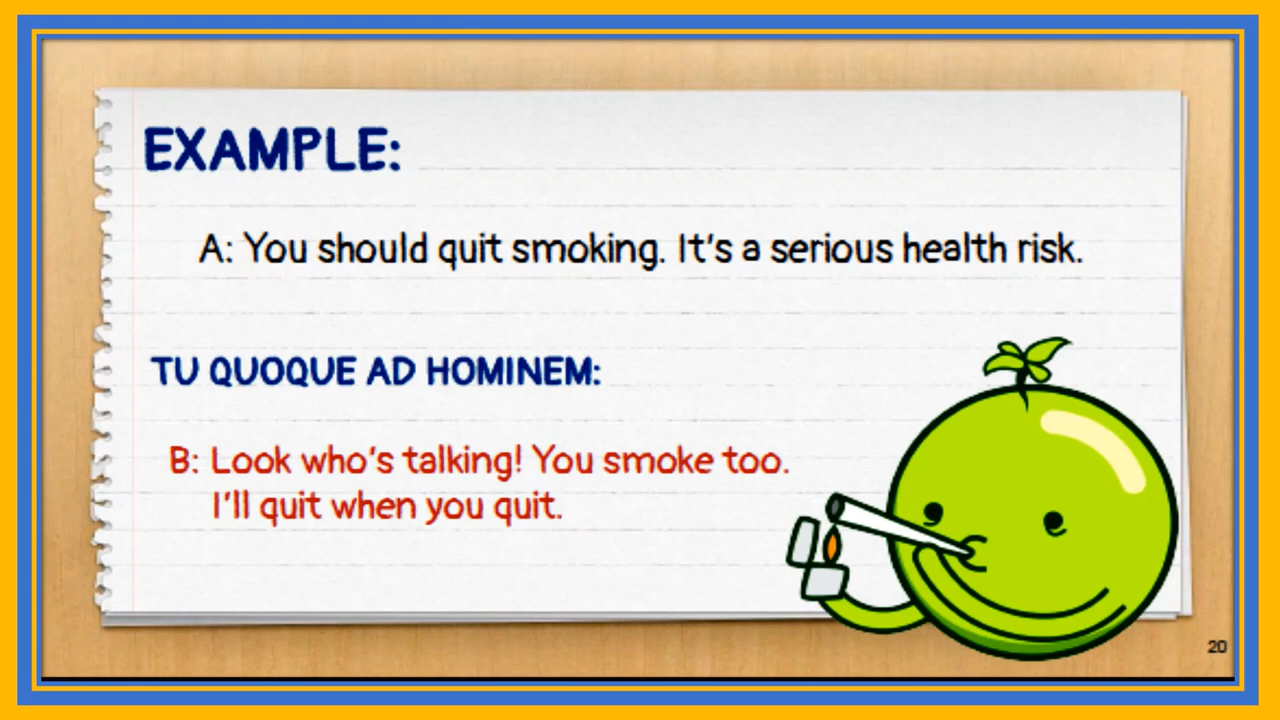 EXAMPLE:
A: You should quit smoking. It's a serious health risk.
TU QUOQUE AD HOMINEM:
B: Look who's talking! You smoke too.
I'll quit when you quit.
20